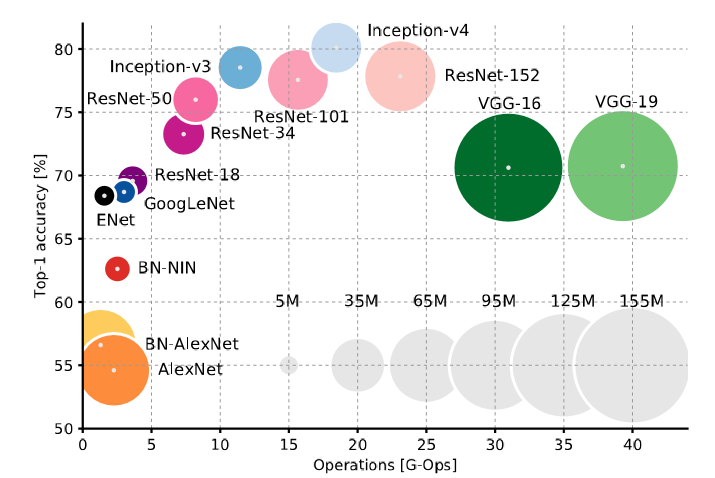 Inception-v4
80
Inception-v3
ResNet-152
ResNet-50
VGG-16
VGG-19
75
ResNet-101
ResNet-34
70
ResNet-18
GoogLeNet
ENet
65
BN-NIN
60
5M 35M 65M 95M 125M 155M
BN-AlexNet
55
AlexNet
50
0 5 10 15 20 25 30 35 40
Operations [G-Ops]
Top-1 accuracy [%]